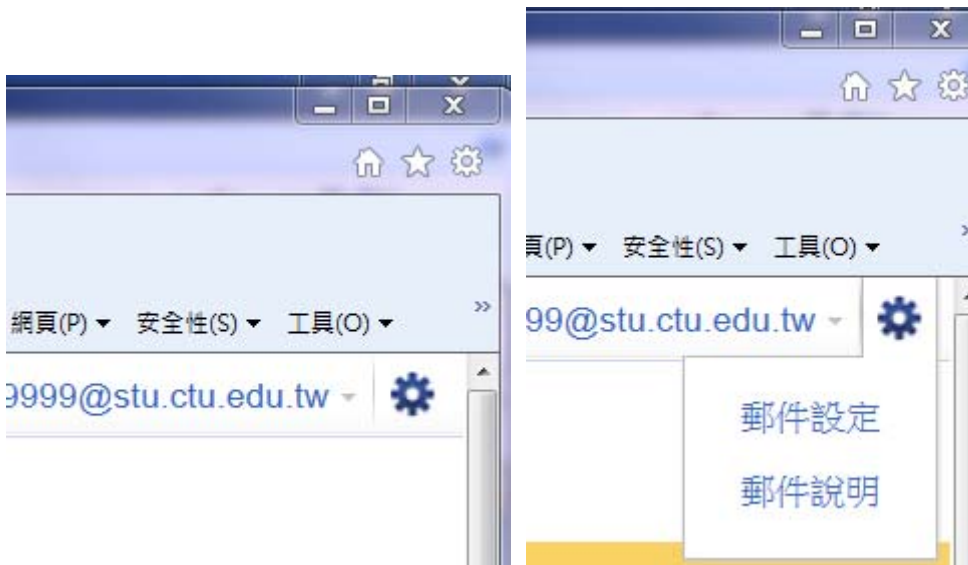 網頁(P) 安全性(S) 工具(O) »
9999@stu.ctu.edu.tw
頁(P) 安全性(S) 工具(O)
99@stu.ctu.edu.tw
郵件設定
郵件說明